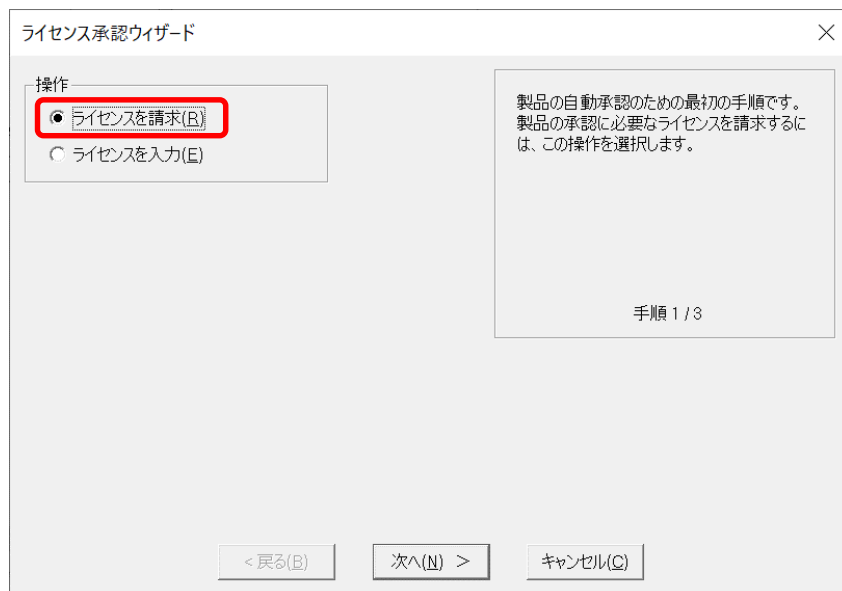 ライセンス承認ウィザード
操作
ライセンスを請求(R)
ライセンスを入力(E)
製品の自動承認のための最初の手順です。
製品の承認に必要なライセンスを請求するに
は、この操作を選択します。
手順 1 / 3
< 戻る(B)
次へ(N) >
キャンセル(C)